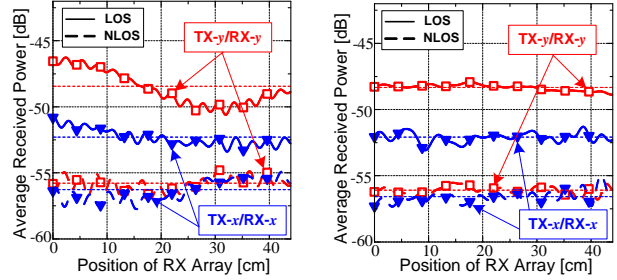 Average Received Power [dB]
-45
-50
-55
-60
LOS
NLOS
TX-y/RX-y
TX-x/RX-x
0 10 20 30 40
Position of RX Array [cm]
Average Received Power [dB]
-45
-50
-55
-60
LOS
NLOS
TX-y/RX-y
TX-x/RX-x
0 10 20 30 40
Position of RX Array [cm]